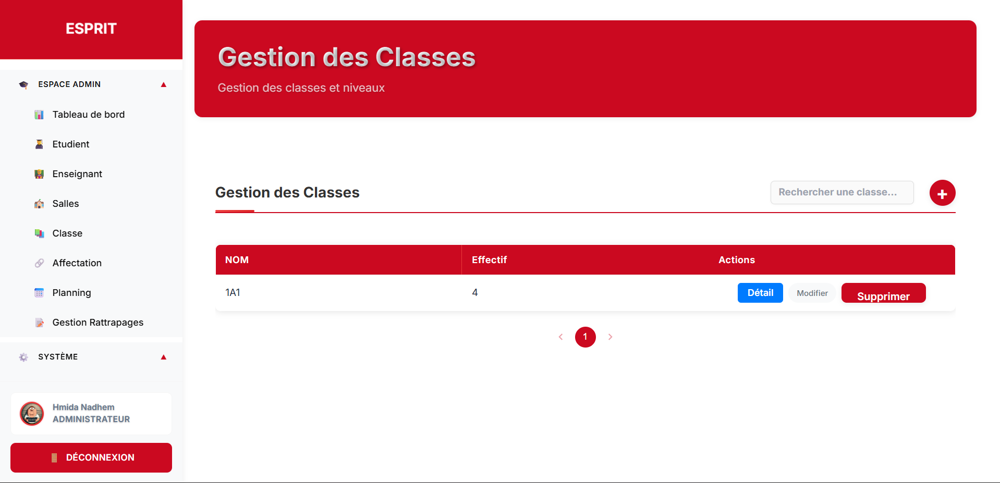 ESPRIT
ESPACE ADMIN
Tableau de bord
Etudient
Enseignant
Salles
Classe
Affectation
Planning
Gestion Rattrapages
SYSTÈME
Hmida Nadhem
ADMINISTRATEUR
DÉCONNEXION
Gestion des Classes
Gestion des classes et niveaux
Gestion des Classes
Rechercher une classe...
+
NOM Effectif Actions
1A1 4 Détail Modifier Supprimer
1